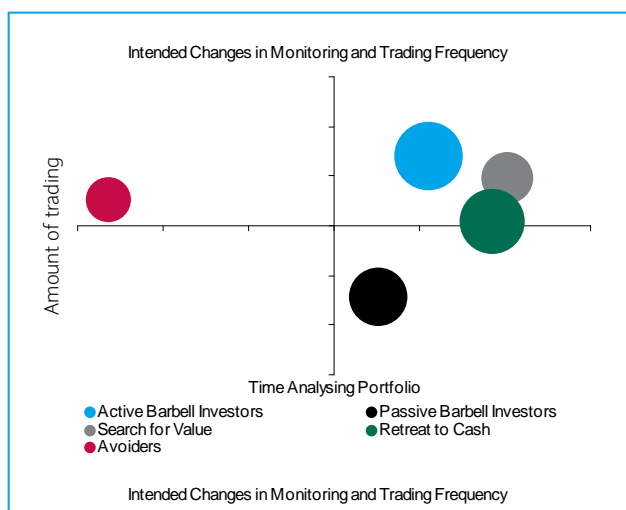 Intended Changes in Monitoring and Trading Frequency
Amount of trading
Time Analysing Portfolio
Active Barbell Investors
Passive Barbell Investors
Search for Value
Retreat to Cash
Avoiders
Intended Changes in Monitoring and Trading Frequency